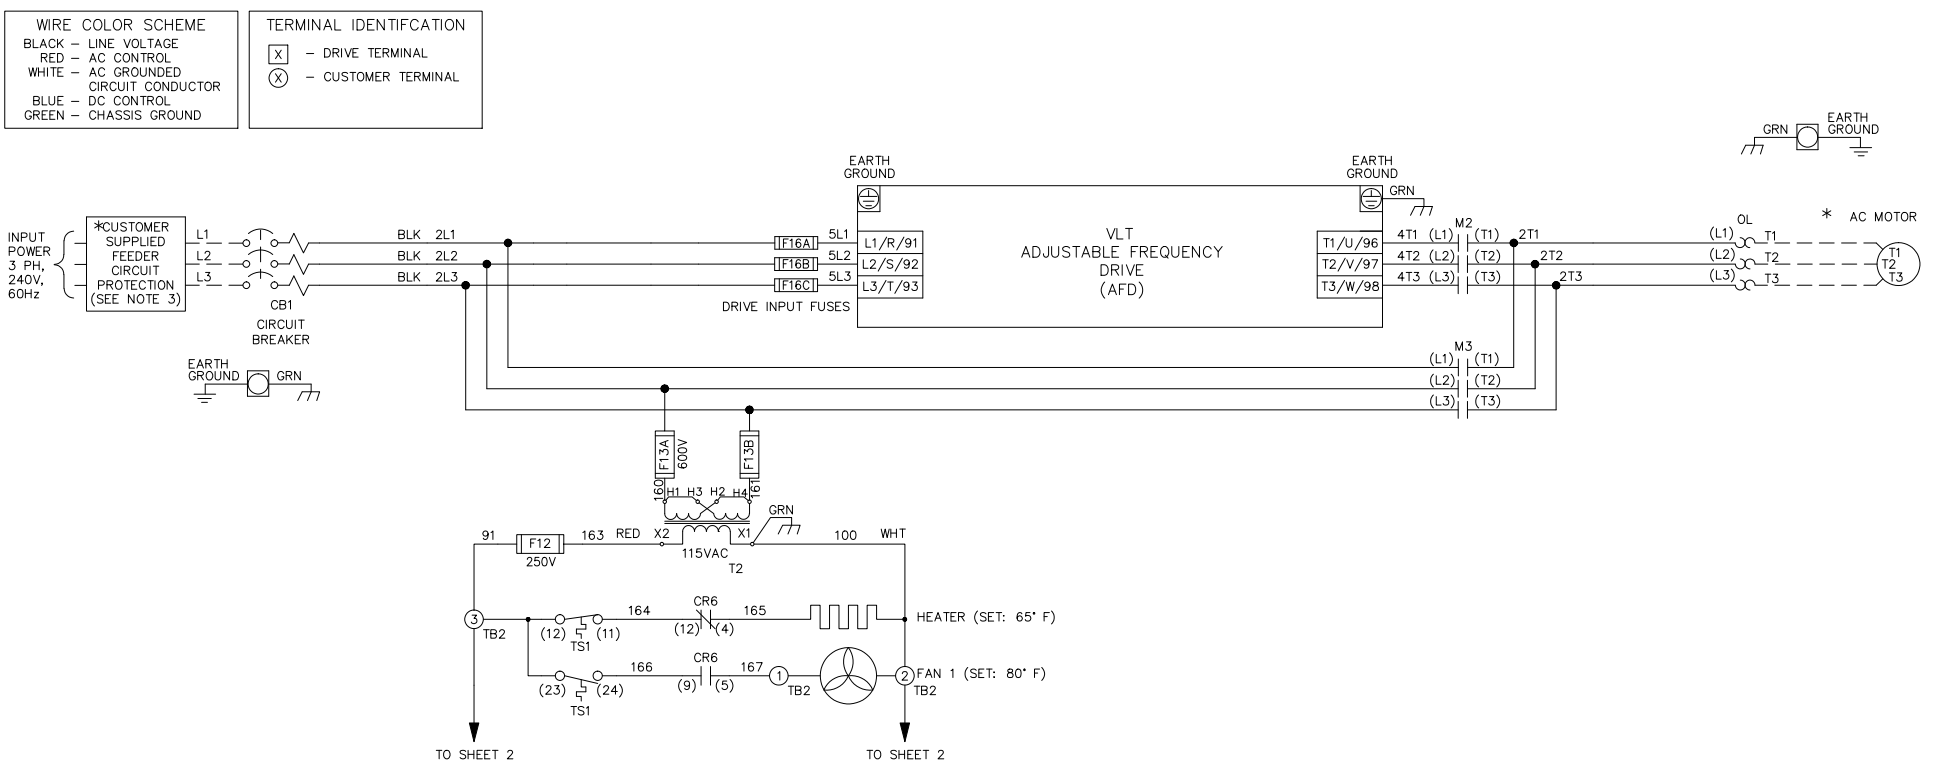 WIRE COLOR SCHEME
BLACK – LINE VOLTAGE
RED – AC CONTROL
WHITE – AC GROUNDED
CIRCUIT CONDUCTOR
BLUE – DC CONTROL
GREEN – CHASSIS GROUND
TERMINAL IDENTIFCATION
X – DRIVE TERMINAL
X – CUSTOMER TERMINAL
GRN
EARTH
GROUND
INPUT
POWER
3 PH,
240V,
60Hz
*CUSTOMER
SUPPLIED
FEEDER
CIRCUIT
PROTECTION
(SEE NOTE 3)
L1
L2
L3
CB1
CIRCUIT
BREAKER
BLK 2L1
BLK 2L2
BLK 2L3
F16A
F16B
F16C
DRIVE INPUT FUSES
5L1
5L2
5L3
EARTH
GROUND
L1/R/91
L2/S/92
L3/T/93
VLT
ADJUSTABLE FREQUENCY
DRIVE
(AFD)
EARTH
GROUND
GRN
T1/U/96
T2/V/97
T3/W/98
M2
4T1 (L1) (T1) 2T1
4T2 (L2) (T2) 2T2
4T3 (L3) (T3) 2T3
OL
(L1) T1
(L2) T2
(L3) T3
* AC MOTOR
T1
T2
T3
EARTH
GROUND
GRN
M3
(L1) (T1)
(L2) (T2)
(L3) (T3)
F13A
600V
F13B
160
161
H1 H3 H2 H4
GRN
91
F12
250V
163 RED X2
X1
115VAC
T2
100 WHT
3
TB2
(12) (11)
TS1
164
CR6
(12) (4)
165
HEATER (SET: 65° F)
(23) (24)
TS1
166
CR6
(9) (5)
167
1
TB2
2
TB2
FAN 1 (SET: 80° F)
TO SHEET 2
TO SHEET 2